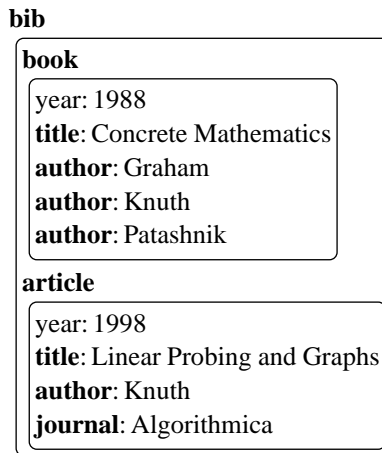 bib
book
year: 1988
title: Concrete Mathematics
author: Graham
author: Knuth
author: Patashnik
article
year: 1998
title: Linear Probing and Graphs
author: Knuth
journal: Algorithmica